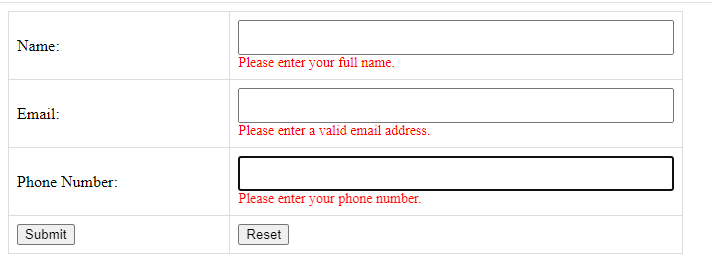 Name:
Please enter your full name.
Email:
Please enter a valid email address.
Phone Number:
Please enter your phone number.
Submit
Reset